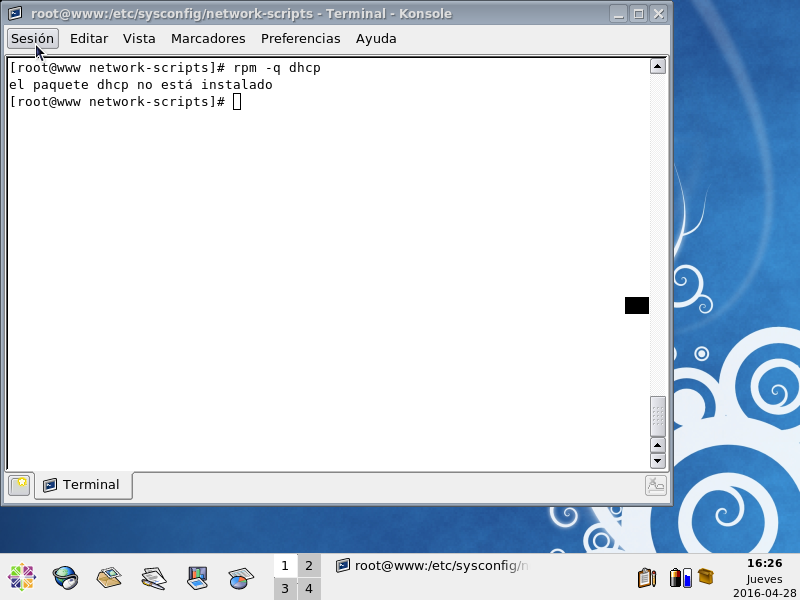 root@www:/etc/sysconfig/network-scripts - Terminal - Konsole
Sesión Editar Vista Marcadores Preferencias Ayuda
[root@www network-scripts]# rpm -q dhcp
el paquete dhcp no está instalado
[root@www network-scripts]#
Terminal
1 2
3 4
root@www:/etc/sysconfig/n
16:26
Jueves
2016-04-28